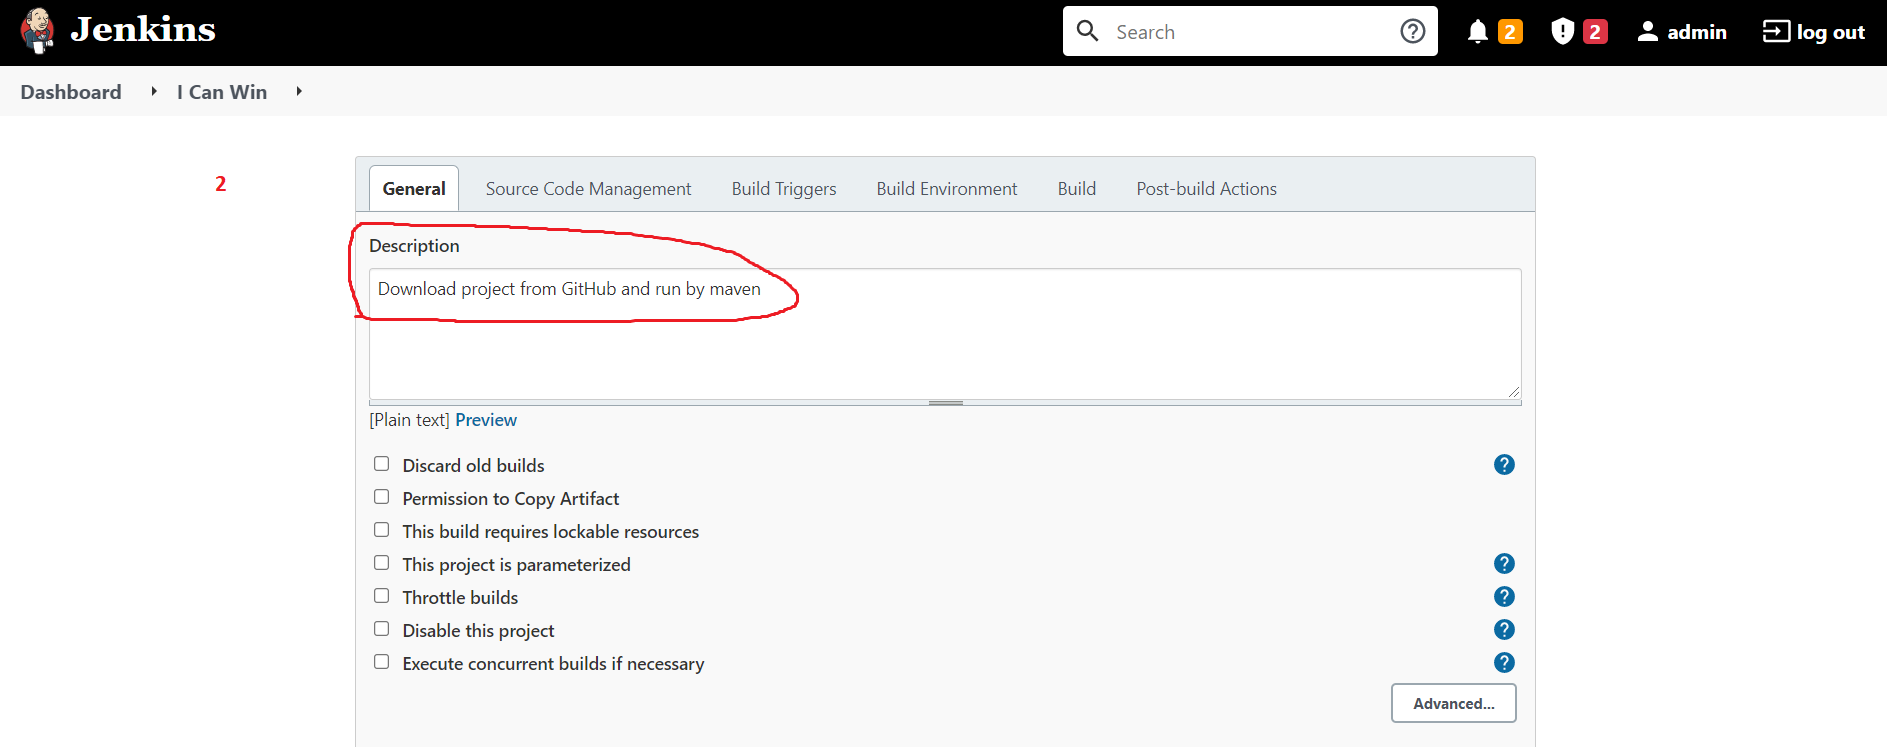 Jenkins
Search
2
2
admin
log out
Dashboard
I Can Win
2
General
Source Code Management
Build Triggers
Build Environment
Build
Post-build Actions
Description
Download project from GitHub and run by maven
[Plain text] Preview
Discard old builds
?
Permission to Copy Artifact
This build requires lockable resources
This project is parameterized
?
Throttle builds
?
Disable this project
?
Execute concurrent builds if necessary
?
Advanced...